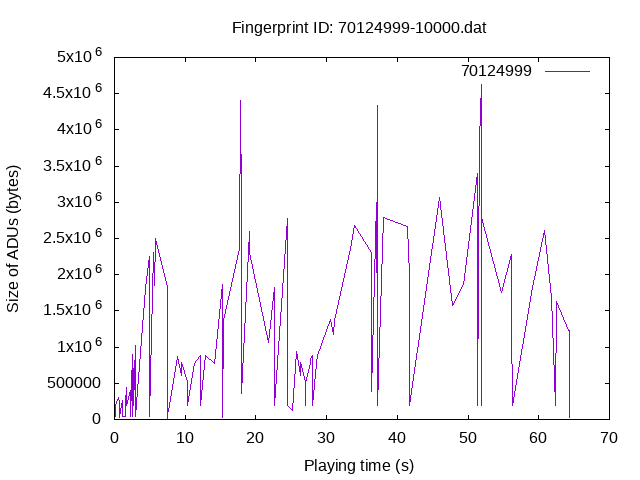 Fingerprint ID: 70124999-10000.dat
5x10^6
4.5x10^6
4x10^6
3.5x10^6
3x10^6
2.5x10^6
2x10^6
1.5x10^6
1x10^6
500000
0
Size of ADUs (bytes)
70124999
0 10 20 30 40 50 60 70
Playing time (s)